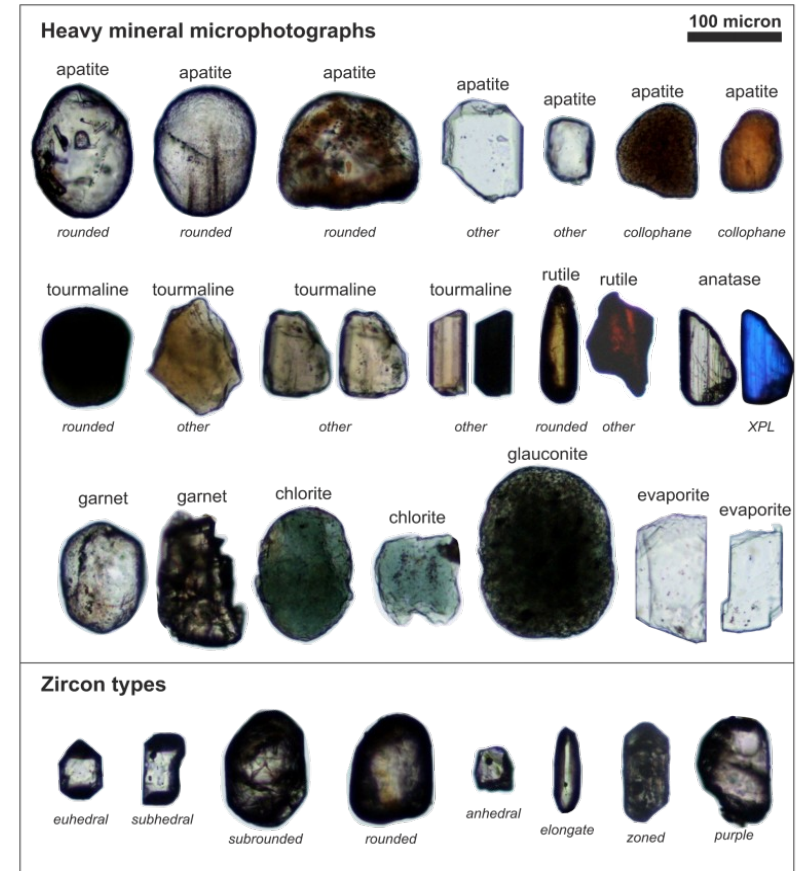 Heavy mineral microphotographs
100 micron
apatite apatite apatite apatite apatite apatite apatite
rounded rounded rounded other other collophane collophane
tourmaline tourmaline tourmaline tourmaline rutile rutile anatase
rounded other other other rounded other XPL
garnet garnet chlorite chlorite glauconite evaporite evaporite
Zircon types
euhedral subhedral subrounded rounded anhedral elongate zoned purple